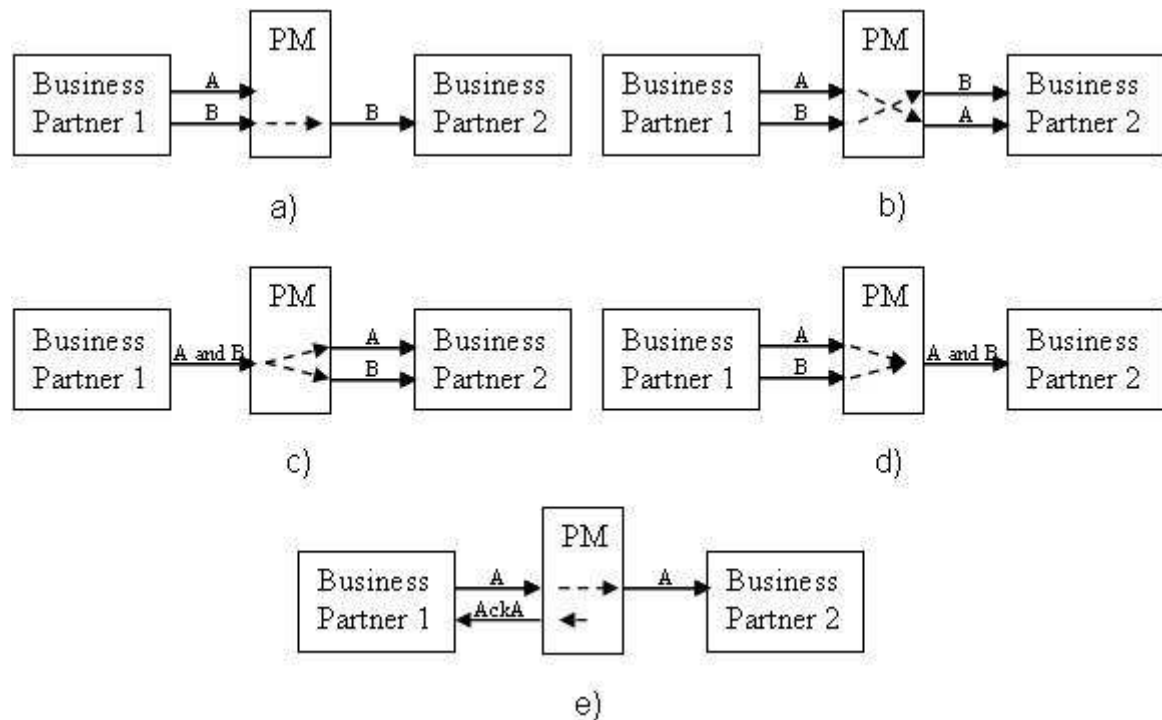 PM
Business
Partner 1
A
B
B
Business
Partner 2
a)
PM
Business
Partner 1
A
B
B
A
Business
Partner 2
b)
PM
Business
Partner 1
A and B
A
B
Business
Partner 2
c)
PM
Business
Partner 1
A
B
A and B
Business
Partner 2
d)
PM
Business
Partner 1
A
AckA
A
Business
Partner 2
e)